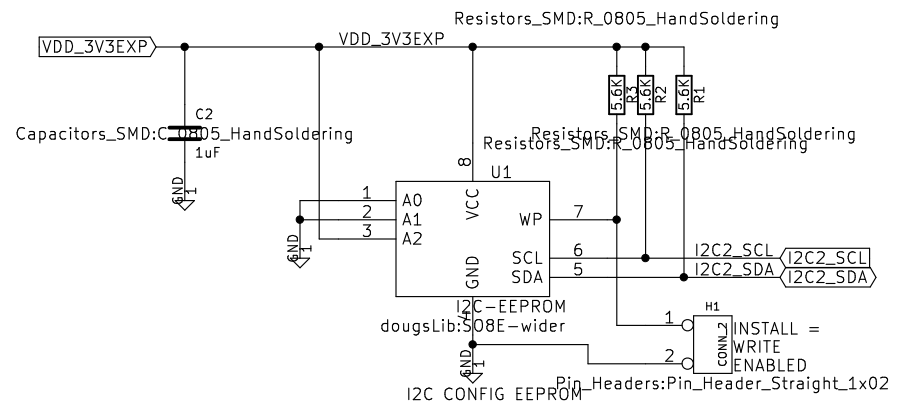 Resistors_SMD:R_0805_HandSoldering
VDD_3V3EXP
VDD_3V3EXP
5.6K
R3
5.6K
R2
5.6K
R1
C2
Capacitors_SMD:C_0805_HandSoldering
1uF
Resistors_SMD:R_0805_HandSoldering
Resistors_SMD:R_0805_HandSoldering
GND
1
8
U1
VCC
1
A0
2
A1
3
A2
WP
7
GND
1
SCL
6
I2C2_SCL
I2C2_SCL
SDA
5
I2C2_SDA
I2C2_SDA
GND
4
I2C-EEPROM
dougsLib:SO8E-wider
H1
1
2
CONN_2
INSTALL =
WRITE
ENABLED
GND
1
Pin_Headers:Pin_Header_Straight_1x02
I2C CONFIG EEPROM